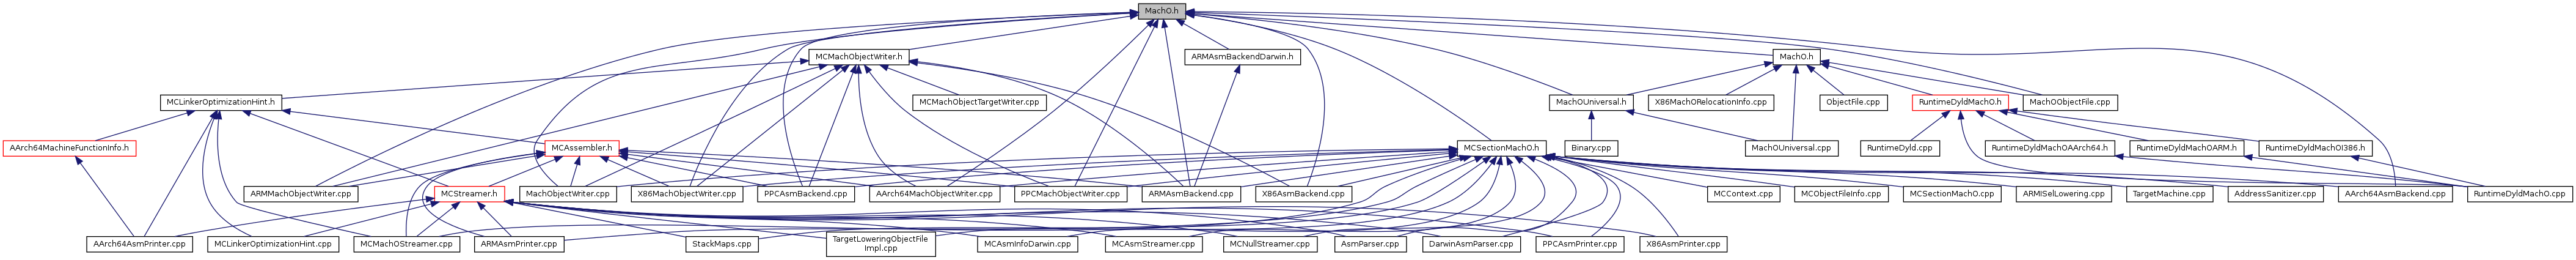 MachO.h
MCMachObjectWriter.h
ARMAsmBackendDarwin.h
MachO.h
MCLinkerOptimizationHint.h
MCMachObjectTargetWriter.cpp
MachOUniversal.h
X86MachORelocationInfo.cpp
ObjectFile.cpp
RuntimeDyldMachO.h
MachOObjectFile.cpp
AArch64MachineFunctionInfo.h
MCAssembler.h
MCSectionMachO.h
Binary.cpp
MachOUniversal.cpp
RuntimeDyld.cpp
RuntimeDyldMachOAArch64.h
RuntimeDyldMachOARM.h
RuntimeDyldMachOI386.h
ARMMachObjectWriter.cpp
MCStreamer.h
MachObjectWriter.cpp
X86MachObjectWriter.cpp
PPCAsmBackend.cpp
AArch64MachObjectWriter.cpp
PPCMachObjectWriter.cpp
ARMAsmBackend.cpp
X86AsmBackend.cpp
MCContext.cpp
MCObjectFileInfo.cpp
MCSectionMachO.cpp
ARMISelLowering.cpp
TargetMachine.cpp
AddressSanitizer.cpp
AArch64AsmBackend.cpp
RuntimeDyldMachO.cpp
AArch64AsmPrinter.cpp
MCLinkerOptimizationHint.cpp
MCMachOStreamer.cpp
ARMAsmPrinter.cpp
StackMaps.cpp
TargetLoweringObjectFile
Impl.cpp
MCAsmInfoDarwin.cpp
MCAsmStreamer.cpp
MCNullStreamer.cpp
AsmParser.cpp
DarwinAsmParser.cpp
PPCAsmPrinter.cpp
X86AsmPrinter.cpp